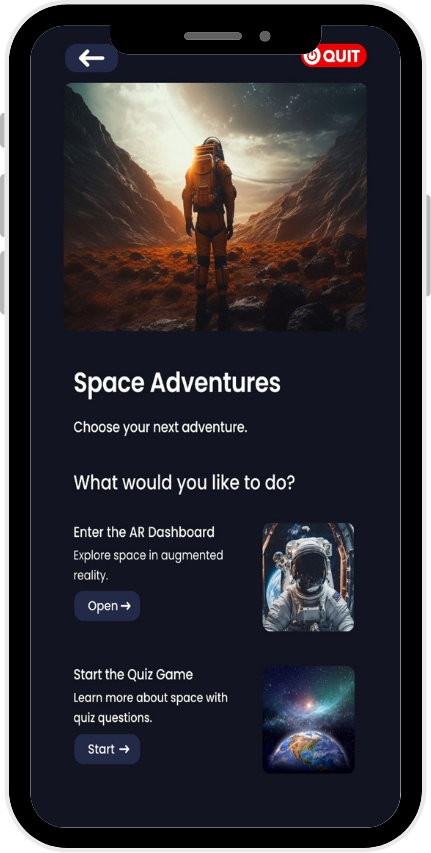 QUIT
Space Adventures
Choose your next adventure.
What would you like to do?
Enter the AR Dashboard
Explore space in augmented
reality.
Open →
Start the Quiz Game
Learn more about space with
quiz questions.
Start →